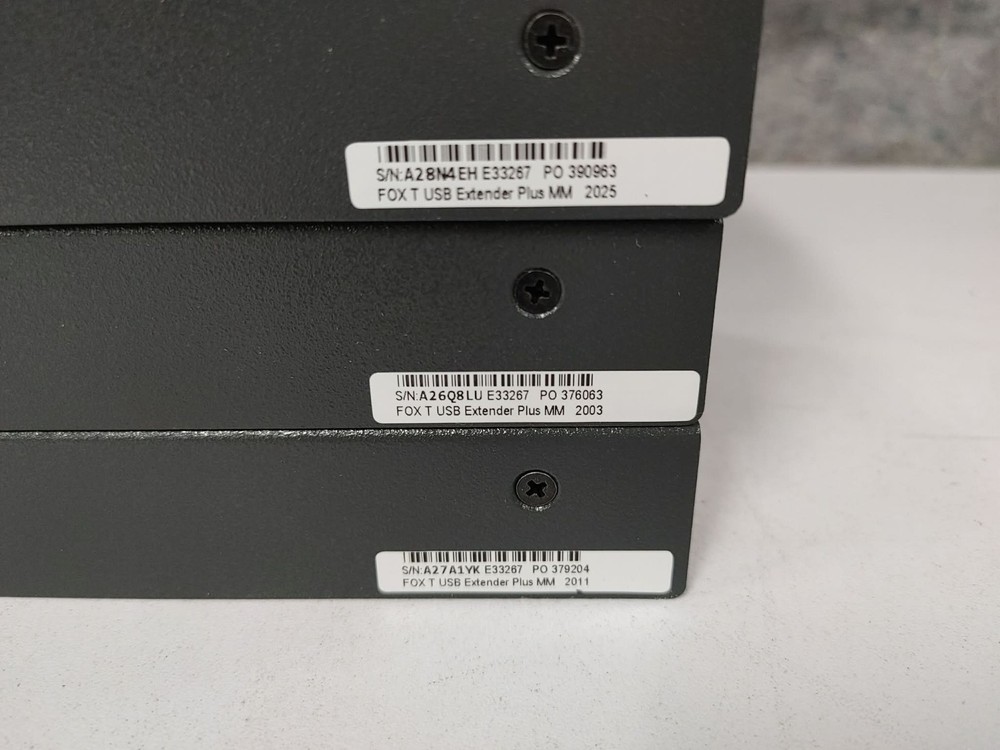 S/N:A28N4EH E33267 PO 390963
FOX T USB Extender Plus MM 2025
S/N:A26Q8LU E33267 PO 376063
FOX T USB Extender Plus MM 2003
S/N:A27A1YK E33267 PO 379204
FOX T USB Extender Plus MM 2011